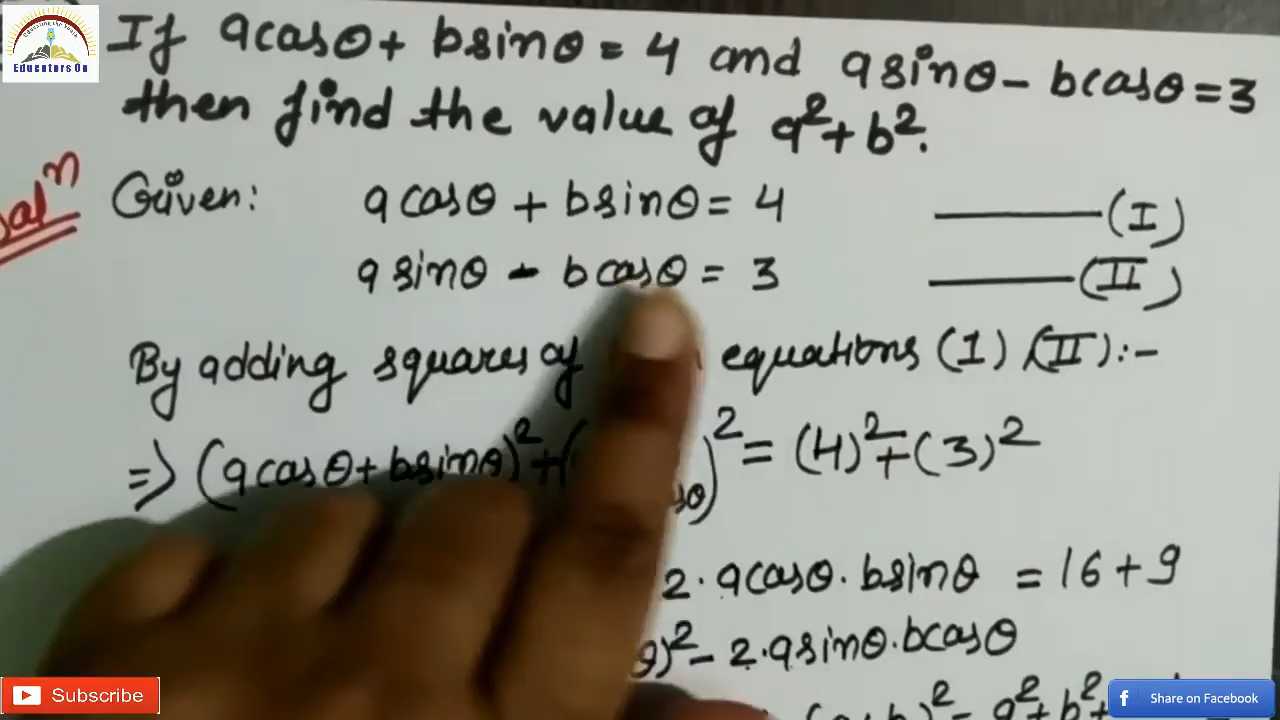 Educators On
If acosθ + bsinθ = 4 and asinθ - bcosθ = 3
then find the value of a²+b².
Given: acosθ + bsinθ = 4 (I)
asinθ - bcosθ = 3 (II)
By adding squares of equations (I) (II):-
=> (acosθ+bsinθ)²+( )² = (4)²+(3)²
2·acosθ·bsinθ = 16+9
θ)²-2·asinθ·bcosθ
Subscribe
Share on Facebook